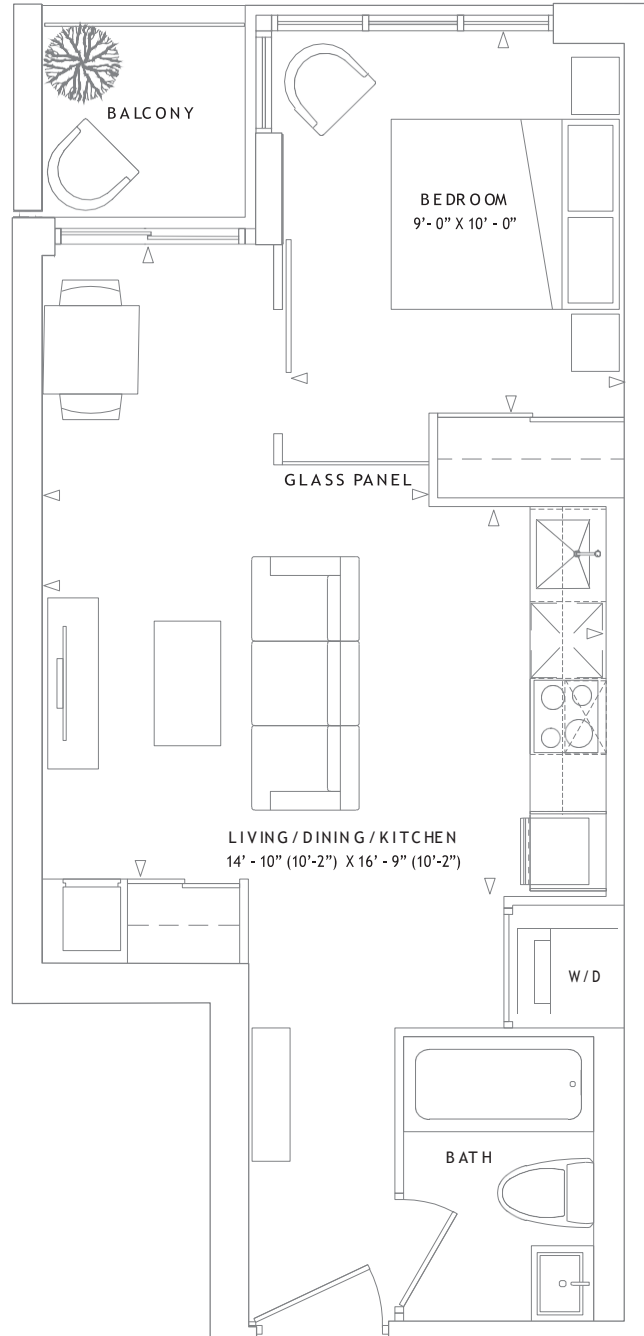 BALCONY
BEDROOM
9'- 0” X 10' - 0”
GLASS PANEL
LIVING / DINING / KITCHEN
14' - 10” (10'-2”) X 16' - 9” (10'-2”)
W/D
BATH